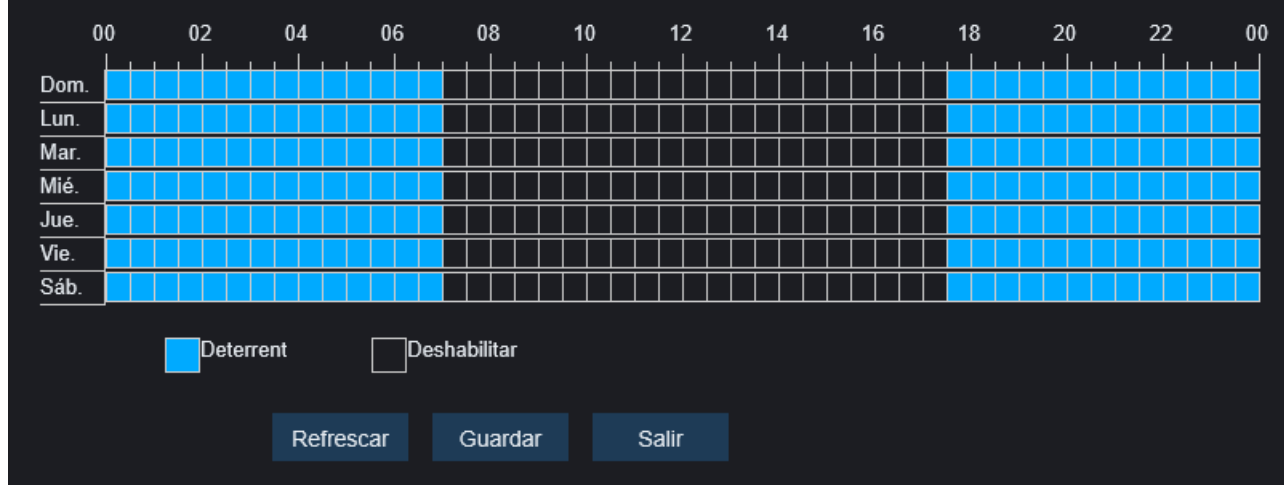 00 02 04 06 08 10 12 14 16 18 20 22 00
Dom.
Lun.
Mar.
Mié.
Jue.
Vie.
Sáb.
Deterrent Deshabilitar
Refrescar Guardar Salir